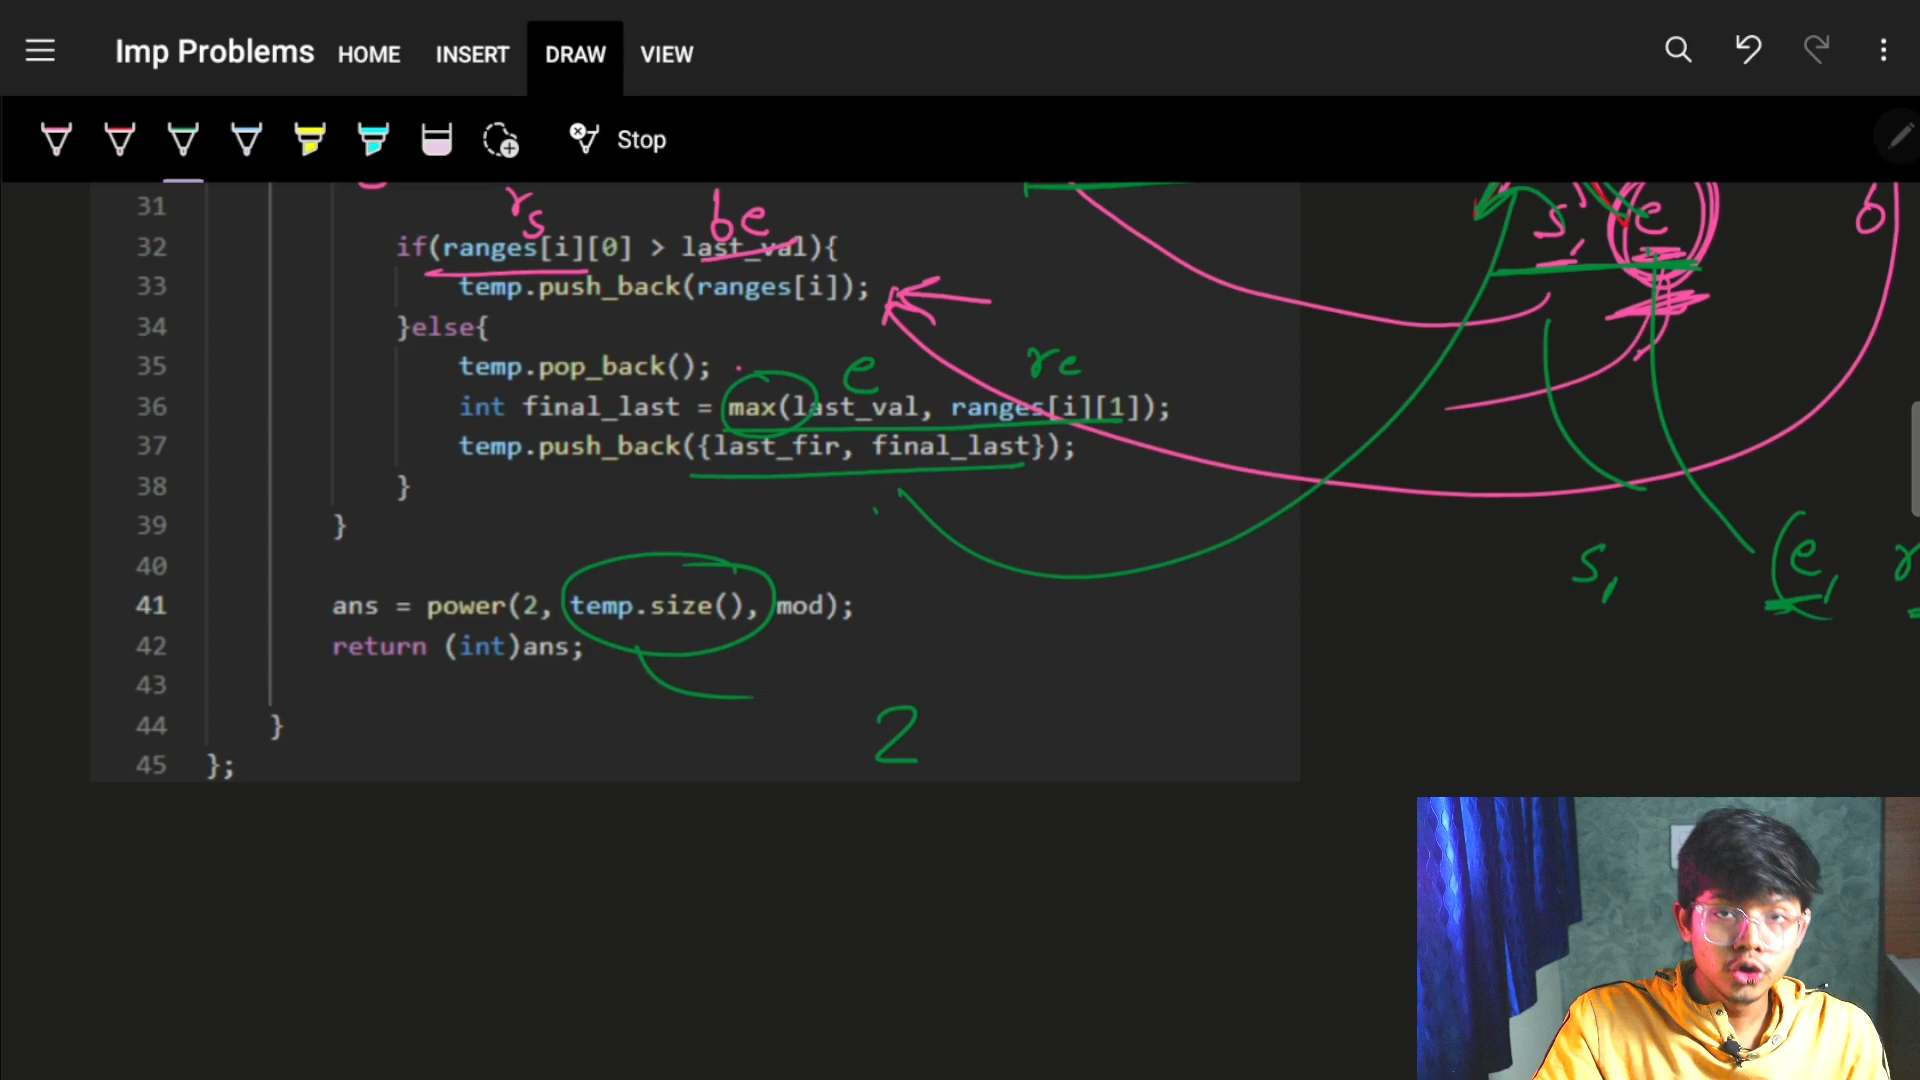 Imp Problems HOME INSERT DRAW VIEW
Stop
31
rs be
32 if(ranges[i][0] > last_val){
33 temp.push_back(ranges[i]);
34 }else{
35 temp.pop_back();
e re
36 int final_last = max(last_val, ranges[i][1]);
37 temp.push_back({last_fir, final_last});
38 }
39 }
40
41 ans = power(2, temp.size(), mod);
42 return (int)ans;
43
44 }
45 };
2
s, e
s, (e, r